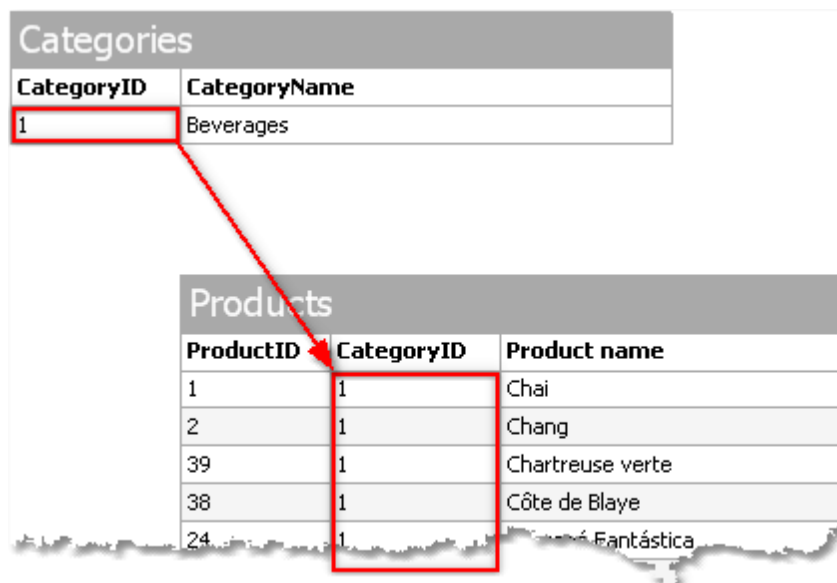 Categories
CategoryID CategoryName
1 Beverages
Products
ProductID CategoryID Product name
1 1 Chai
2 1 Chang
39 1 Chartreuse verte
38 1 Côte de Blaye
24 1 Fantástica